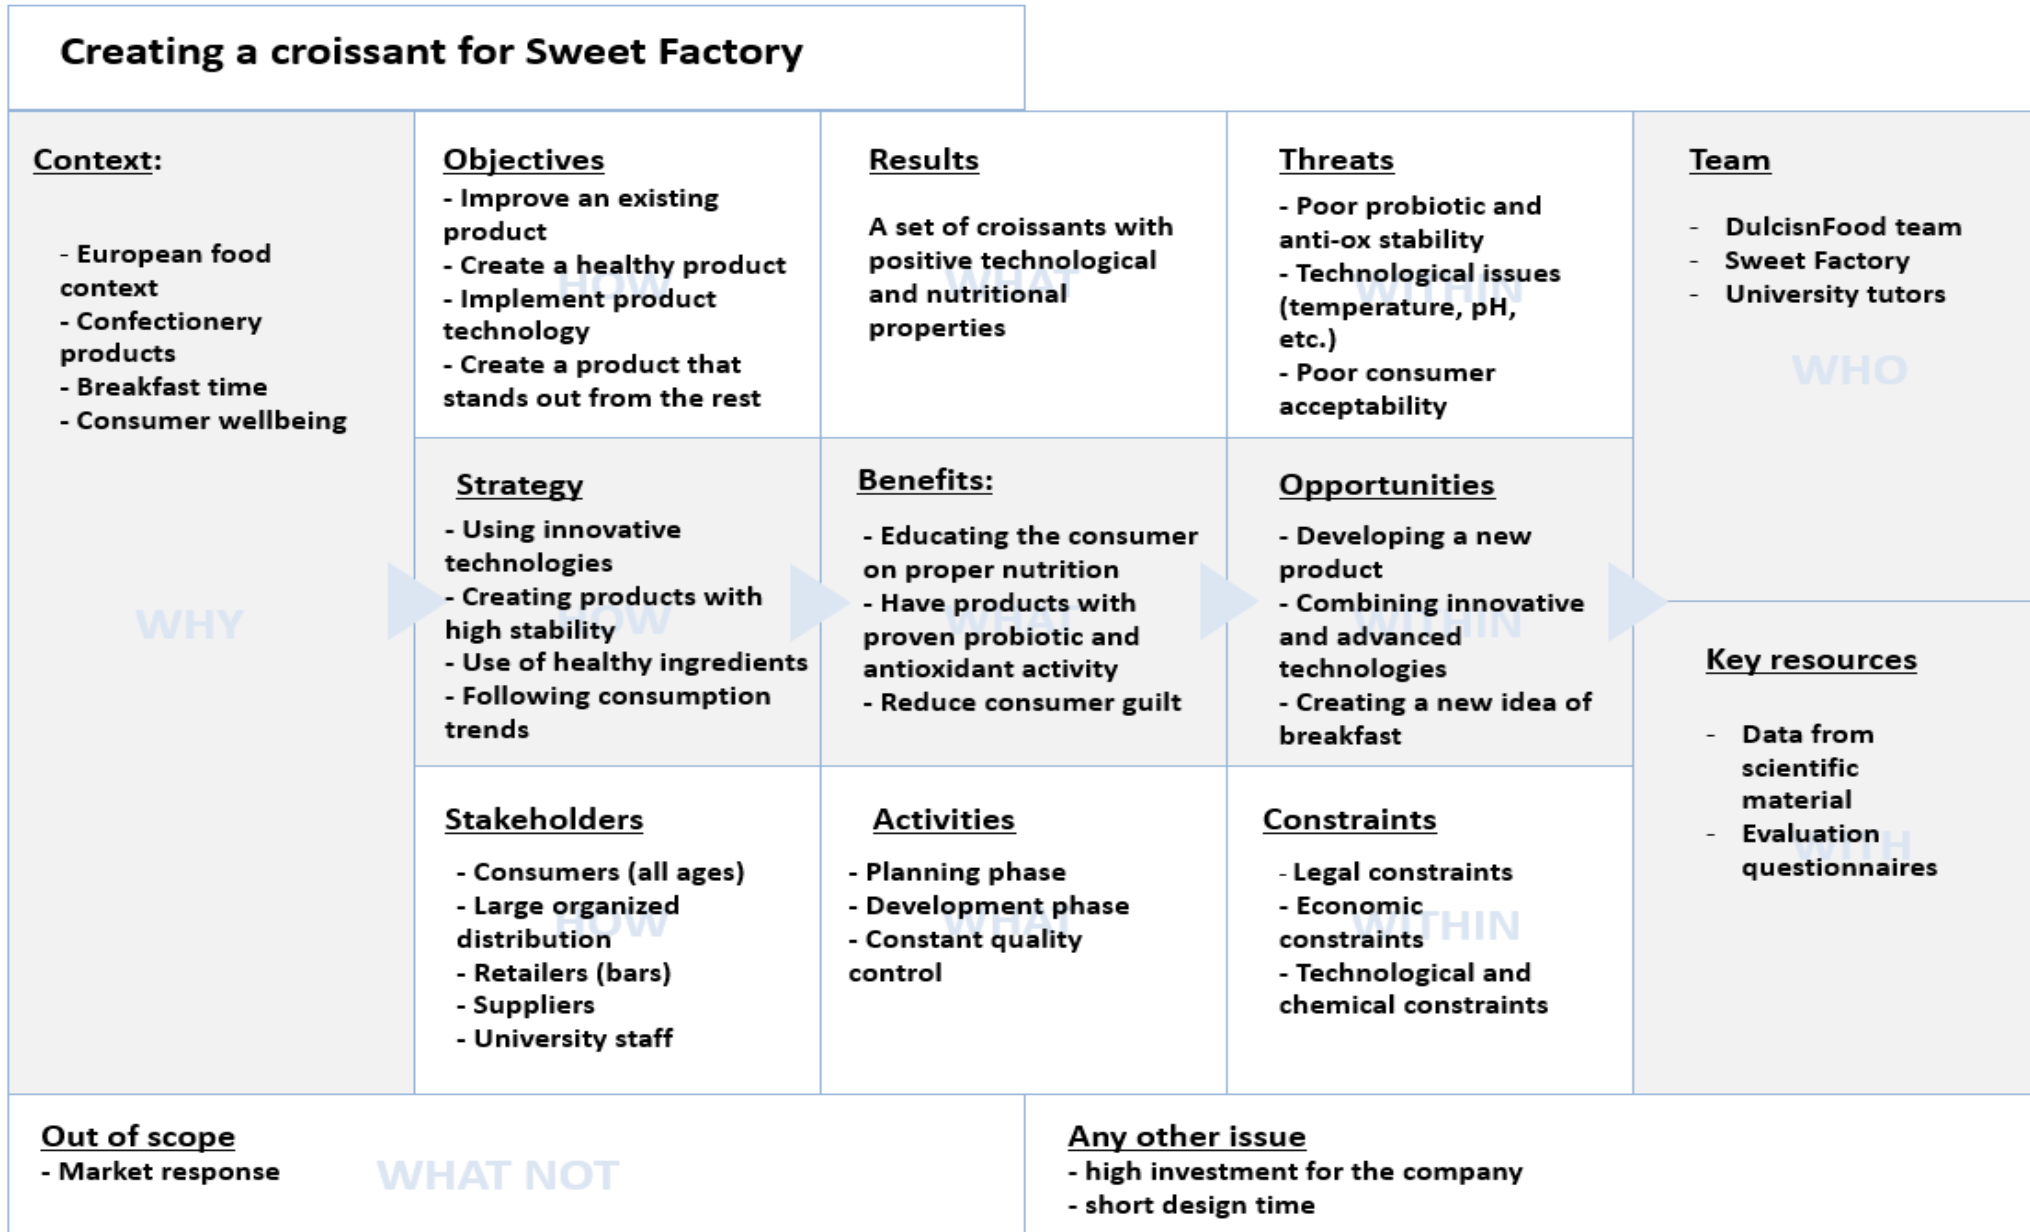 Creating a croissant for Sweet Factory
Context:
- European food
context
- Confectionery
products
- Breakfast time
- Consumer wellbeing
WHY
Objectives
- Improve an existing
product
- Create a healthy product
- Implement product
technology
- Create a product that
stands out from the rest
HOW
Strategy
- Using innovative
technologies
- Creating products with
high stability
- Use of healthy ingredients
- Following consumption
trends
HOW
Stakeholders
- Consumers (all ages)
- Large organized
distribution
- Retailers (bars)
- Suppliers
- University staff
HOW
Results
A set of croissants with
positive technological
and nutritional
properties
WHAT
Benefits:
- Educating the consumer
on proper nutrition
- Have products with
proven probiotic and
antioxidant activity
- Reduce consumer guilt
WHAT
Activities
- Planning phase
- Development phase
- Constant quality
control
WHAT
Threats
- Poor probiotic and
anti-ox stability
- Technological issues
(temperature, pH,
etc.)
- Poor consumer
acceptability
WITHIN
Opportunities
- Developing a new
product
- Combining innovative
and advanced
technologies
- Creating a new idea of
breakfast
WITHIN
Constraints
- Legal constraints
- Economic
constraints
- Technological and
chemical constraints
WITHIN
Team
- DulcisnFood team
- Sweet Factory
- University tutors
WHO
Key resources
- Data from
scientific
material
- Evaluation
questionnaires
WITH
Out of scope
- Market response
WHAT NOT
Any other issue
- high investment for the company
- short design time